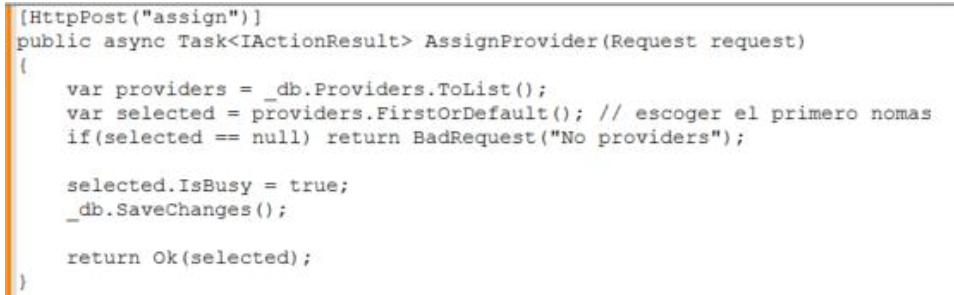 [HttpPost("assign")]
public async Task<IActionResult> AssignProvider(Request request)
{
    var providers = _db.Providers.ToList();
    var selected = providers.FirstOrDefault(); // escoger el primero nomas
    if(selected == null) return BadRequest("No providers");

    selected.IsBusy = true;
    _db.SaveChanges();

    return Ok(selected);
}